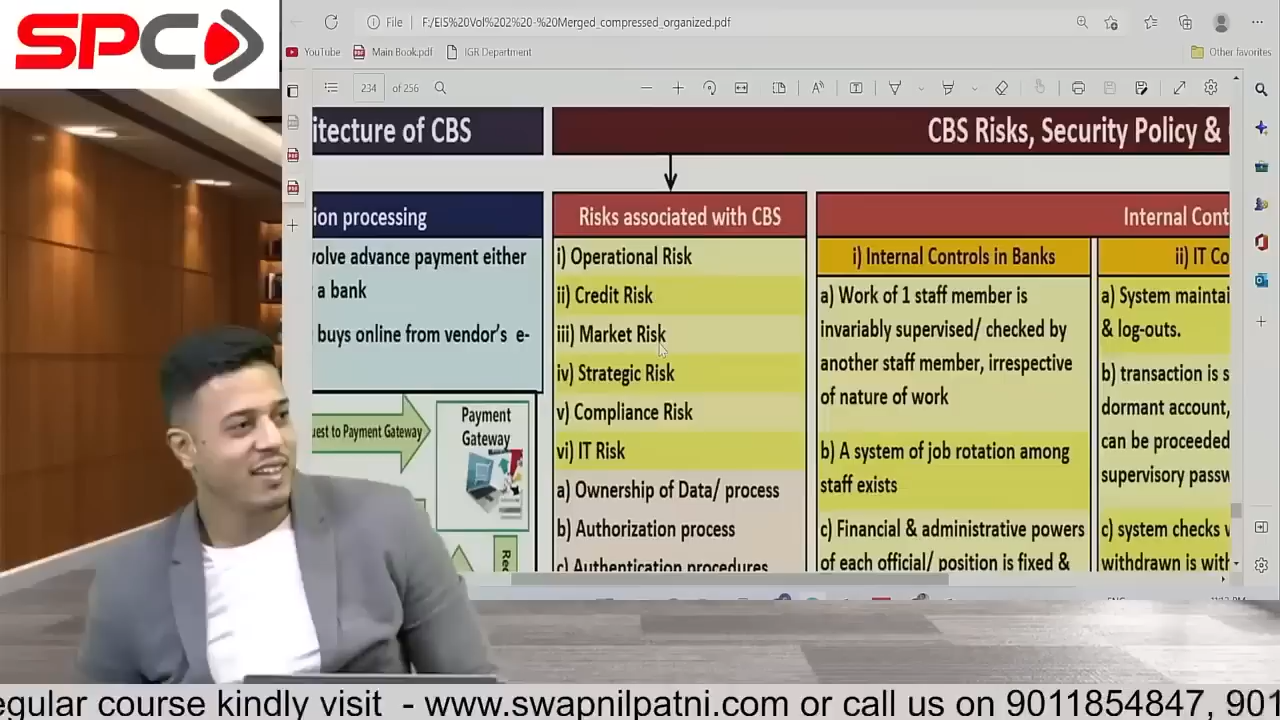 SPC
File
F:/EIS%20Vol%202%20-%20Merged_compressed_organized.pdf
YouTube
Main Book.pdf
IGR Department
Other favorites
234
of 256
itecture of CBS
CBS Risks, Security Policy &
ion processing
volve advance payment either
a bank
buys online from vendor's e-
uest to Payment Gateway
Payment
Gateway
Risks associated with CBS
i) Operational Risk
ii) Credit Risk
iii) Market Risk
iv) Strategic Risk
v) Compliance Risk
vi) IT Risk
a) Ownership of Data/ process
b) Authorization process
c) Authentication procedures
Internal Cont
i) Internal Controls in Banks
a) Work of 1 staff member is
invariably supervised/ checked by
another staff member, irrespective
of nature of work
b) A system of job rotation among
staff exists
c) Financial & administrative powers
of each official/ position is fixed &
ii) IT Co
a) System maintai
& log-outs.
b) transaction is s
dormant account,
can be proceeded
supervisory passw
c) system checks
withdrawn is with
egular course kindly visit - www.swapnilpatni.com or call us on 9011854847, 901